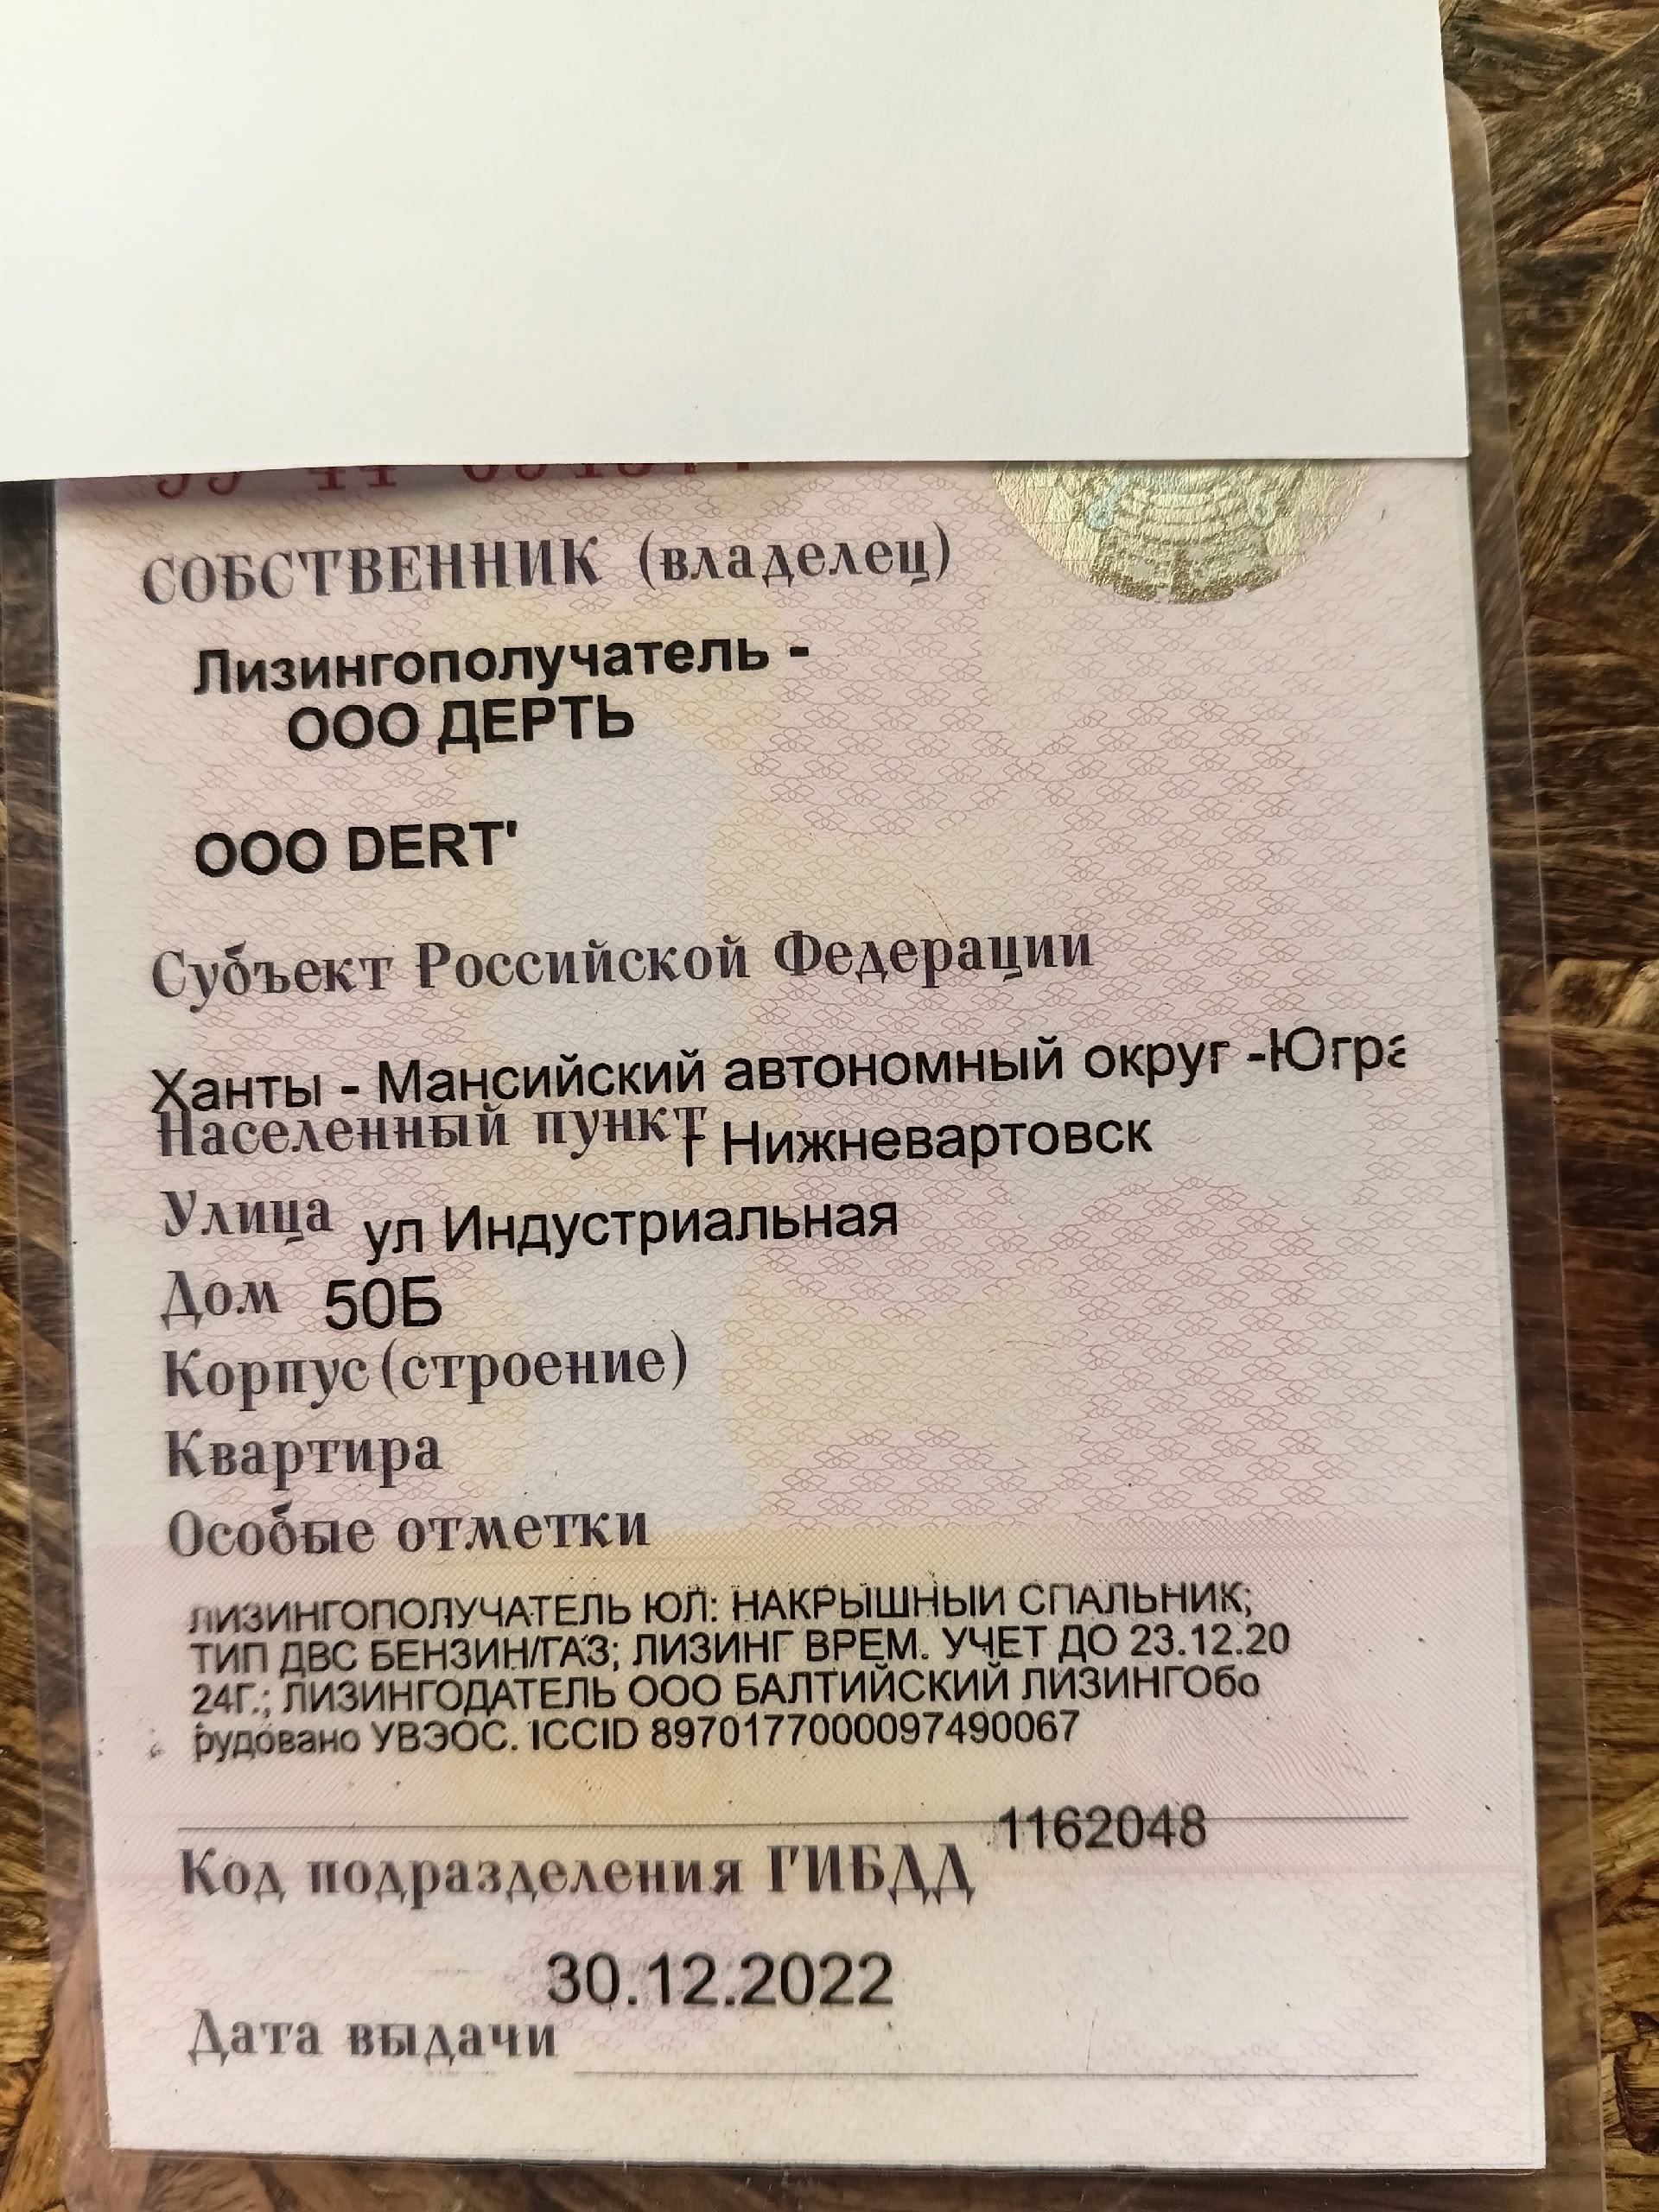 СОБСТВЕННИК (владелец)
Лизингополучатель -
ООО ДЕРТЬ
OOO DERT'
Субъект Российской Федерации
Ханты - Мансийский автономный округ -Югра
Населенный пункт г Нижневартовск
Улица ул Индустриальная
Дом 50Б
Корпус (строение)
Квартира
Особые отметки
ЛИЗИНГОПОЛУЧАТЕЛЬ ЮЛ: НАКРЫШНЫЙ СПАЛЬНИК;
ТИП ДВС БЕНЗИН/ГАЗ; ЛИЗИНГ ВРЕМ. УЧЕТ ДО 23.12.20
24Г.; ЛИЗИНГОДАТЕЛЬ ООО БАЛТИЙСКИЙ ЛИЗИНГОбо
рудовано УВЭОС. ICCID 8970177000097490067
1162048
Код подразделения ГИБДД
30.12.2022
Дата выдачи